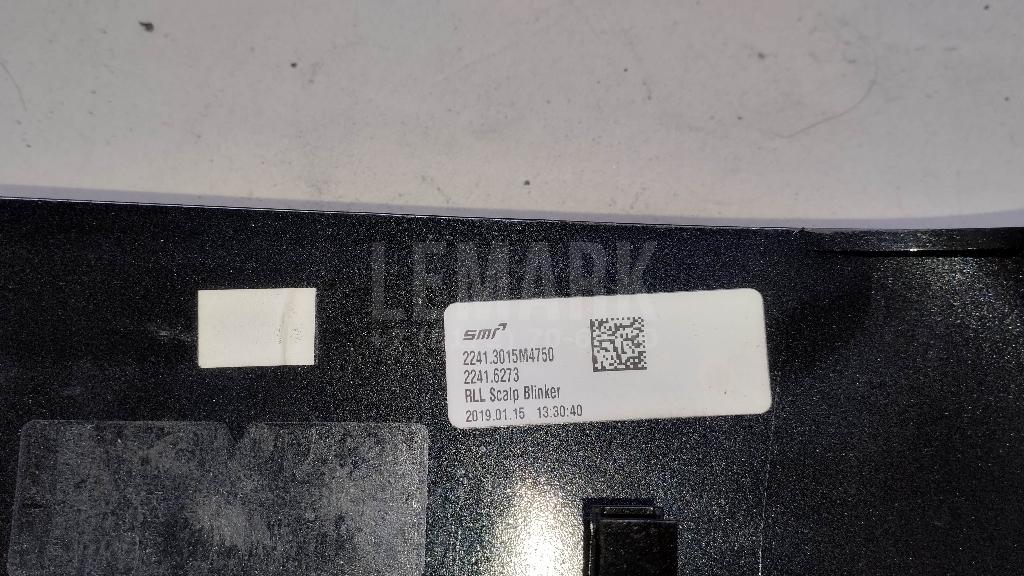 LEMARK
smr
2241.3015M4750
2241.6273
RLL Scalp Blinker
2019.01.15 13:30:40